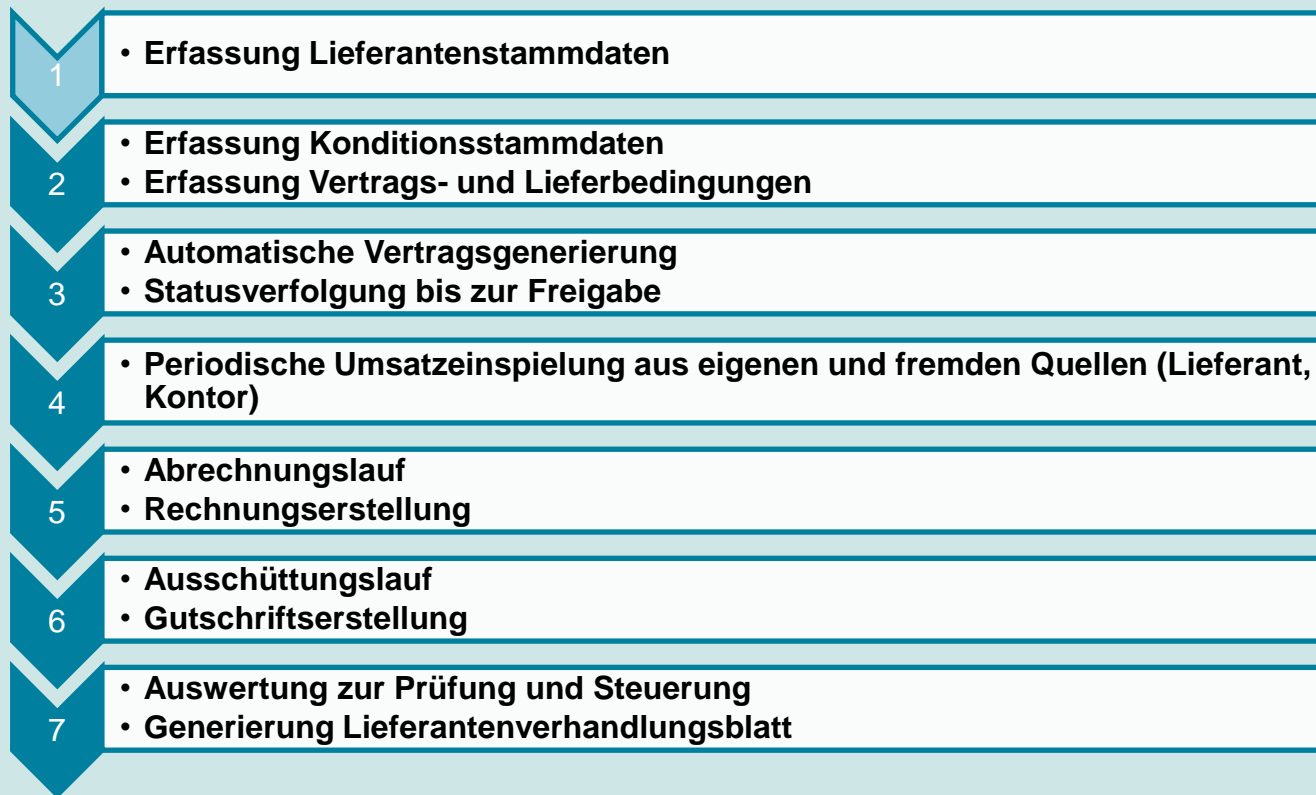 1
• Erfassung Lieferantenstammdaten
2
• Erfassung Konditionsstammdaten
• Erfassung Vertrags- und Lieferbedingungen
3
• Automatische Vertragsgenerierung
• Statusverfolgung bis zur Freigabe
4
• Periodische Umsatzeinspielung aus eigenen und fremden Quellen (Lieferant,
Kontor)
5
• Abrechnungslauf
• Rechnungserstellung
6
• Ausschüttungslauf
• Gutschriftserstellung
7
• Auswertung zur Prüfung und Steuerung
• Generierung Lieferantenverhandlungsblatt